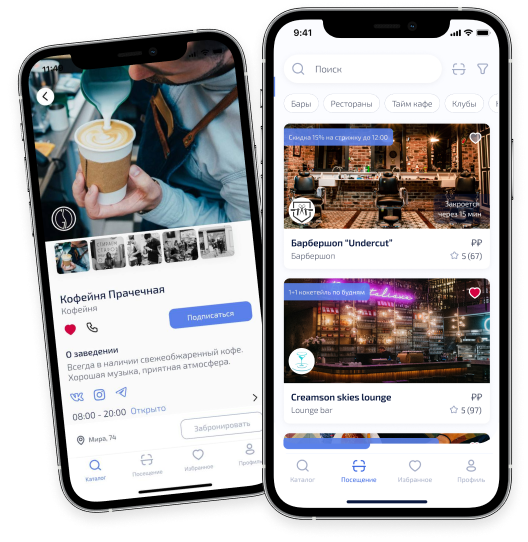 11:4
Кофейня Прачечная
Кофейня
Подписаться
О заведении
Всегда в наличии свежеобжаренный кофе.
Хорошая музыка, приятная атмосфера.
08:00 - 20:00 Открыто
Забронировать
Мира, 74
Каталог
Посещение
Избранное
Профиль
9:41
Поиск
Бары
Рестораны
Тайм кафе
Клубы
Скидка 15% на стрижку до 12:00
Закроется
через 15 мин
Барбершоп "Undercut"
₽₽
Барбершоп
5 (67)
1+1 коктейль по будням
Creamson skies lounge
₽₽
Lounge bar
5 (97)
Каталог
Посещение
Избранное
Профиль